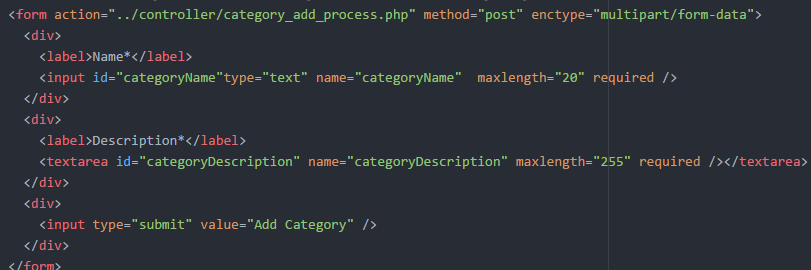 <form action="../controller/category_add_process.php" method="post" enctype="multipart/form-data">
<div>
<label>Name*</label>
<input id="categoryName"type="text" name="categoryName"  maxlength="20" required />
</div>
<div>
<label>Description*</label>
<textarea id="categoryDescription" name="categoryDescription" maxlength="255" required /></textarea>
</div>
<div>
<input type="submit" value="Add Category" />
</div>
</form>